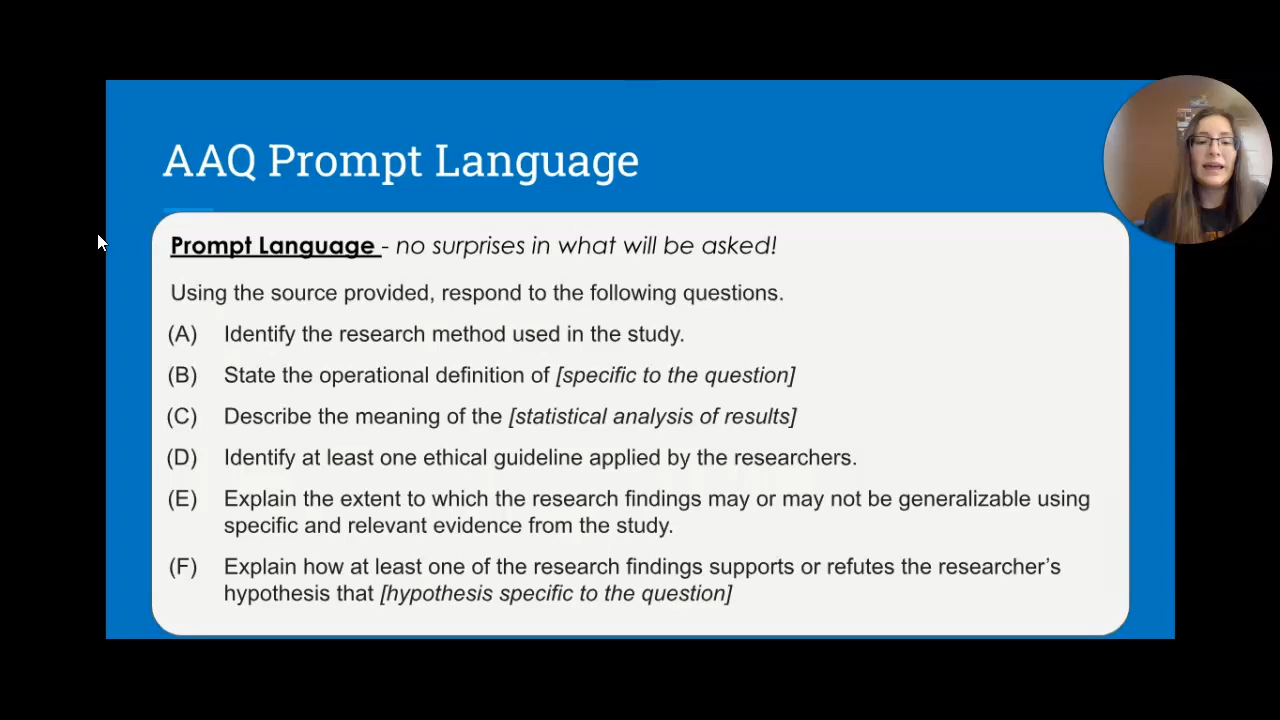 AAQ Prompt Language
Prompt Language - no surprises in what will be asked!
Using the source provided, respond to the following questions.
(A) Identify the research method used in the study.
(B) State the operational definition of [specific to the question]
(C) Describe the meaning of the [statistical analysis of results]
(D) Identify at least one ethical guideline applied by the researchers.
(E) Explain the extent to which the research findings may or may not be generalizable using
specific and relevant evidence from the study.
(F) Explain how at least one of the research findings supports or refutes the researcher's
hypothesis that [hypothesis specific to the question]